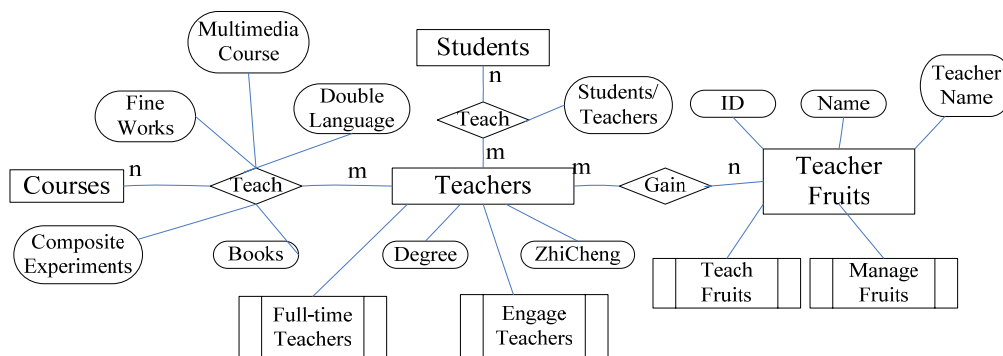 Multimedia
Course
Students
Teacher
Name
n
Fine
Works
Double
Language
Students/
Teachers
ID
Name
Teach
m
n
m
Courses
Teach
Teachers
m
Gain
n
Teacher
Fruits
Composite
Experiments
Books
Degree
ZhiCheng
Teach
Fruits
Manage
Fruits
Full-time
Teachers
Engage
Teachers